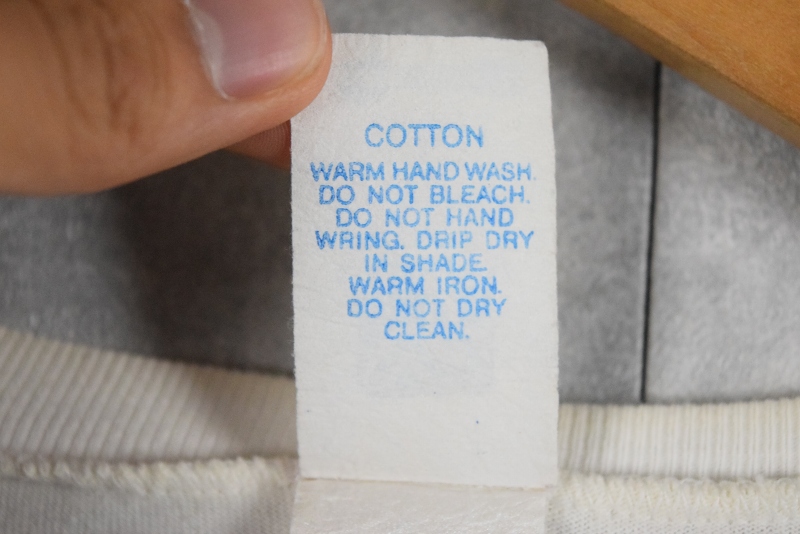 COTTON
WARM HAND WASH.
DO NOT BLEACH.
DO NOT HAND
WRING. DRIP DRY
IN SHADE.
WARM IRON.
DO NOT DRY
CLEAN.